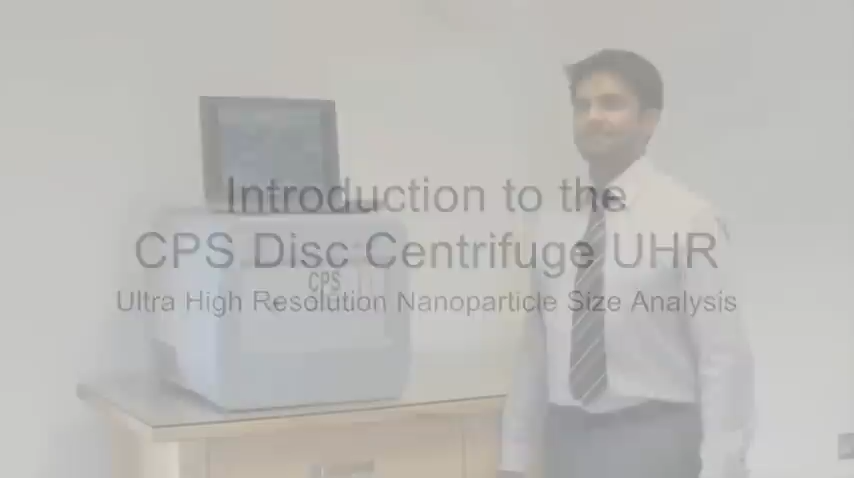 Introduction to the
CPS Disc Centrifuge UHR
Ultra High Resolution Nanoparticle Size Analysis
CPS